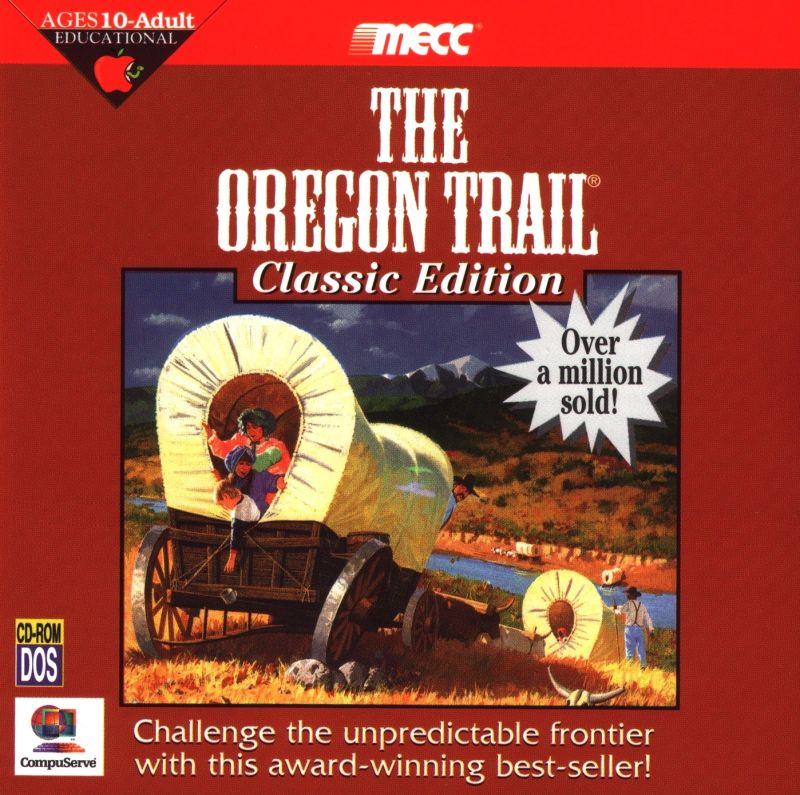 AGES 10-Adult
EDUCATIONAL
MECC®
THE
OREGON TRAIL®
Classic Edition
Over
a million
sold!
CD-ROM
DOS
CompuServe
Challenge the unpredictable frontier
with this award-winning best-seller!